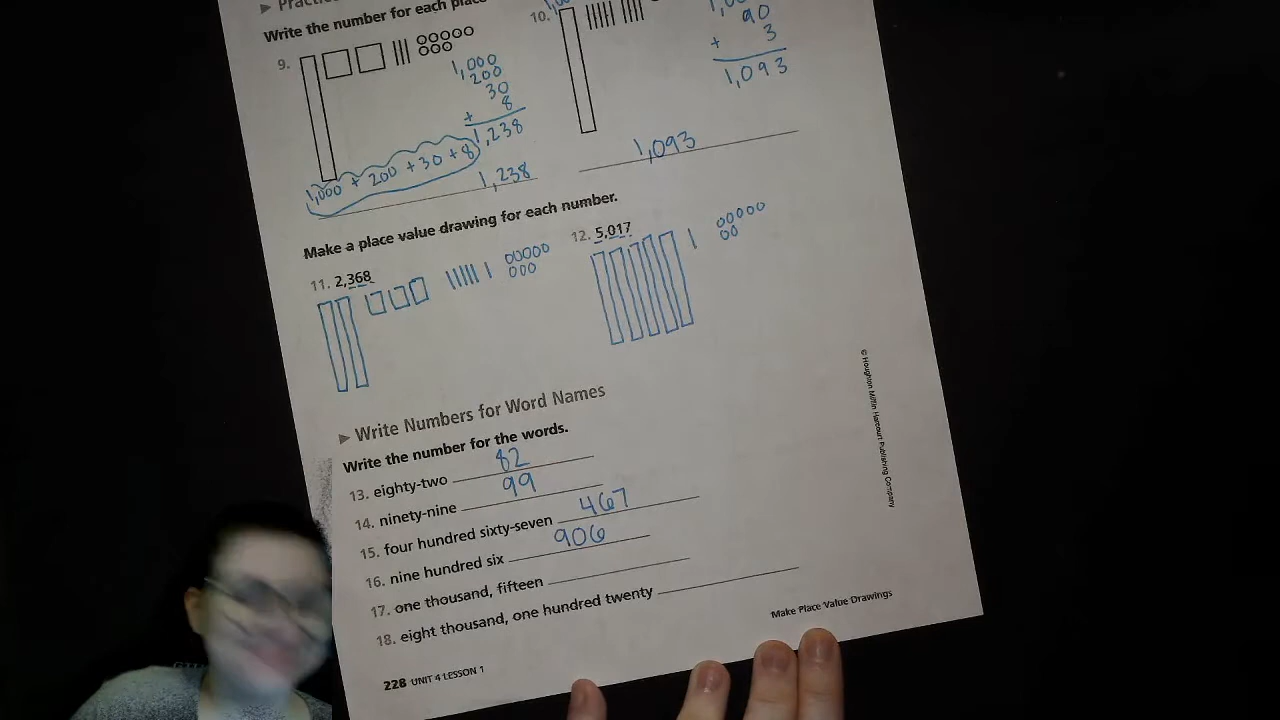 Write the number for each place
9.
1,000
200
30
+ 8
1,238
1,000 + 200 + 30 + 8
1,238
10.
90
+ 3
1,093
1,093
Make a place value drawing for each number.
11. 2,368
12. 5,017
Write Numbers for Word Names
Write the number for the words.
13. eighty-two 82
14. ninety-nine 99
15. four hundred sixty-seven 467
16. nine hundred six 906
17. one thousand, fifteen
18. eight thousand, one hundred twenty
228 UNIT 4 LESSON 1
Make Place Value Drawings
© Houghton Mifflin Harcourt Publishing Company